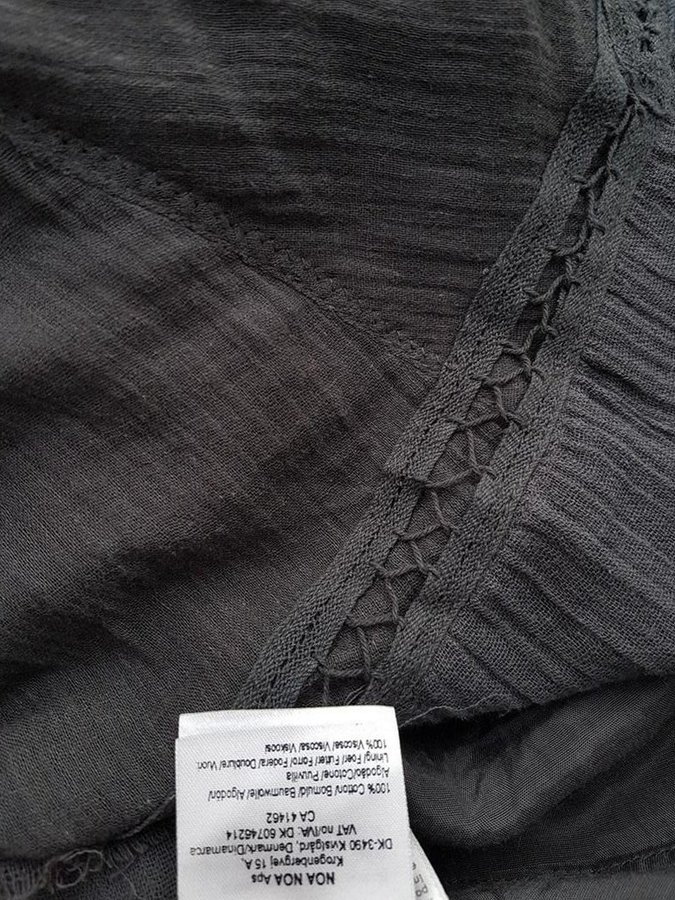 NOA NOA Aps
Krogenbergvej 15 A,
DK-3490 Kvistgård, Denmark/Dinamarca
VAT no/IVA: DK 60746214
CA 41462
100% Cotton/ Bomuld/ Baumwolle/ Algodón/
Algodão/Cotone/ Puuvilla
Lining/ Foer/ Futter/ Forro/ Fodera/ Doublure/ Vuori
100% Viscose/ Viscosa/ Viskoosi